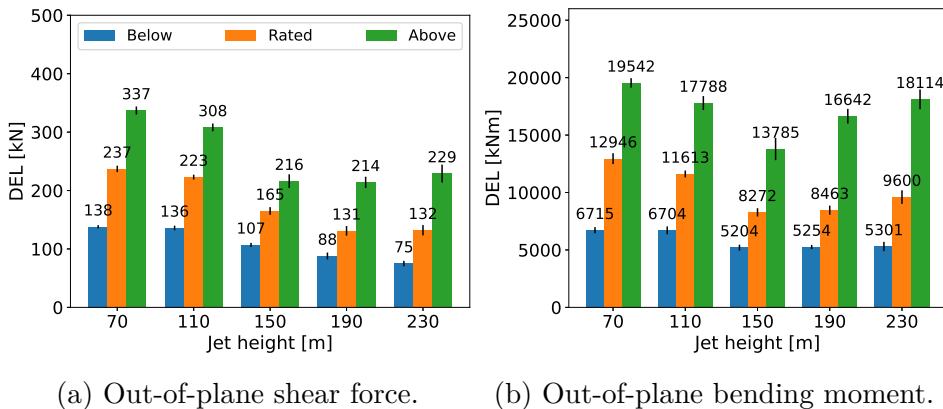 500
400
300
200
100
0
DEL [kN]
Below Rated Above
138 237 337
136 223 308
107 165 216
88 131 214
75 132 229
70 110 150 190 230
Jet height [m]
(a) Out-of-plane shear force.
25000
20000
15000
10000
5000
0
DEL [kNm]
6715 12946 19542
6704 11613 17788
5204 8272 13785
5254 8463 16642
5301 9600 18114
70 110 150 190 230
Jet height [m]
(b) Out-of-plane bending moment.